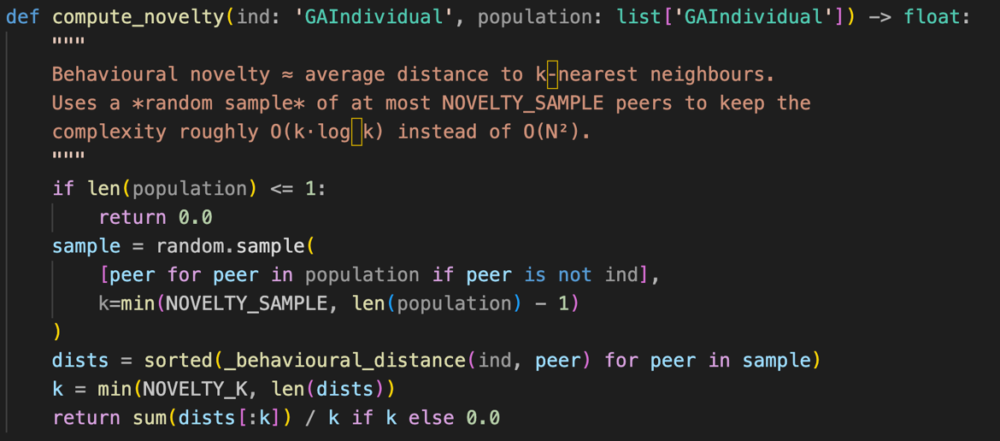 def compute_novelty(ind: 'GAIndividual', population: list['GAIndividual']) -> float:
"""
Behavioural novelty ≈ average distance to k‑nearest neighbours.
Uses a *random sample* of at most NOVELTY_SAMPLE peers to keep the
complexity roughly O(k·log k) instead of O(N²).
"""
if len(population) <= 1:
return 0.0
sample = random.sample(
[peer for peer in population if peer is not ind],
k=min(NOVELTY_SAMPLE, len(population) - 1)
)
dists = sorted(_behavioural_distance(ind, peer) for peer in sample)
k = min(NOVELTY_K, len(dists))
return sum(dists[:k]) / k if k else 0.0